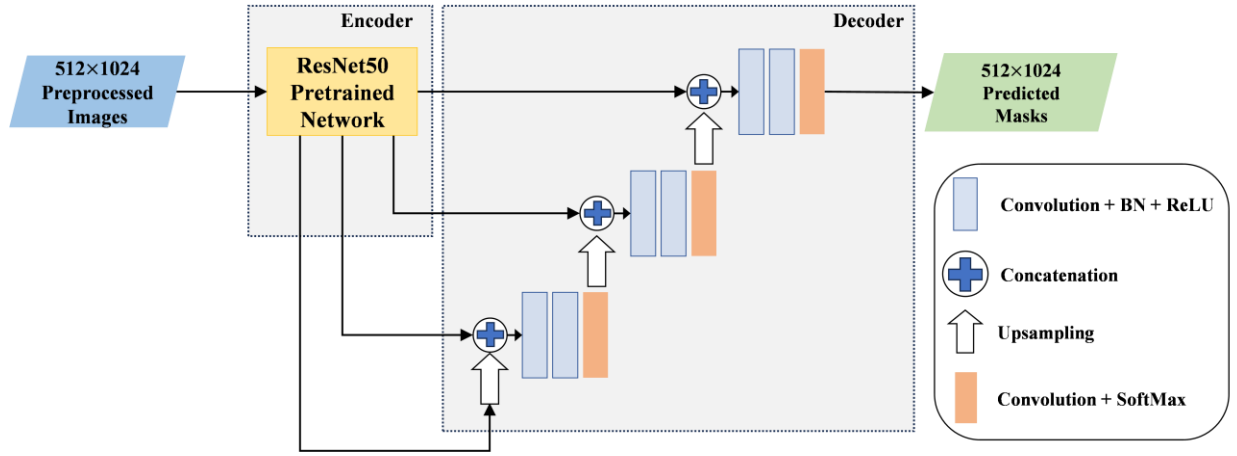 Encoder
Decoder
512×1024
Preprocessed
Images
ResNet50
Pretrained
Network
512×1024
Predicted
Masks
Convolution + BN + ReLU
Concatenation
Upsampling
Convolution + SoftMax